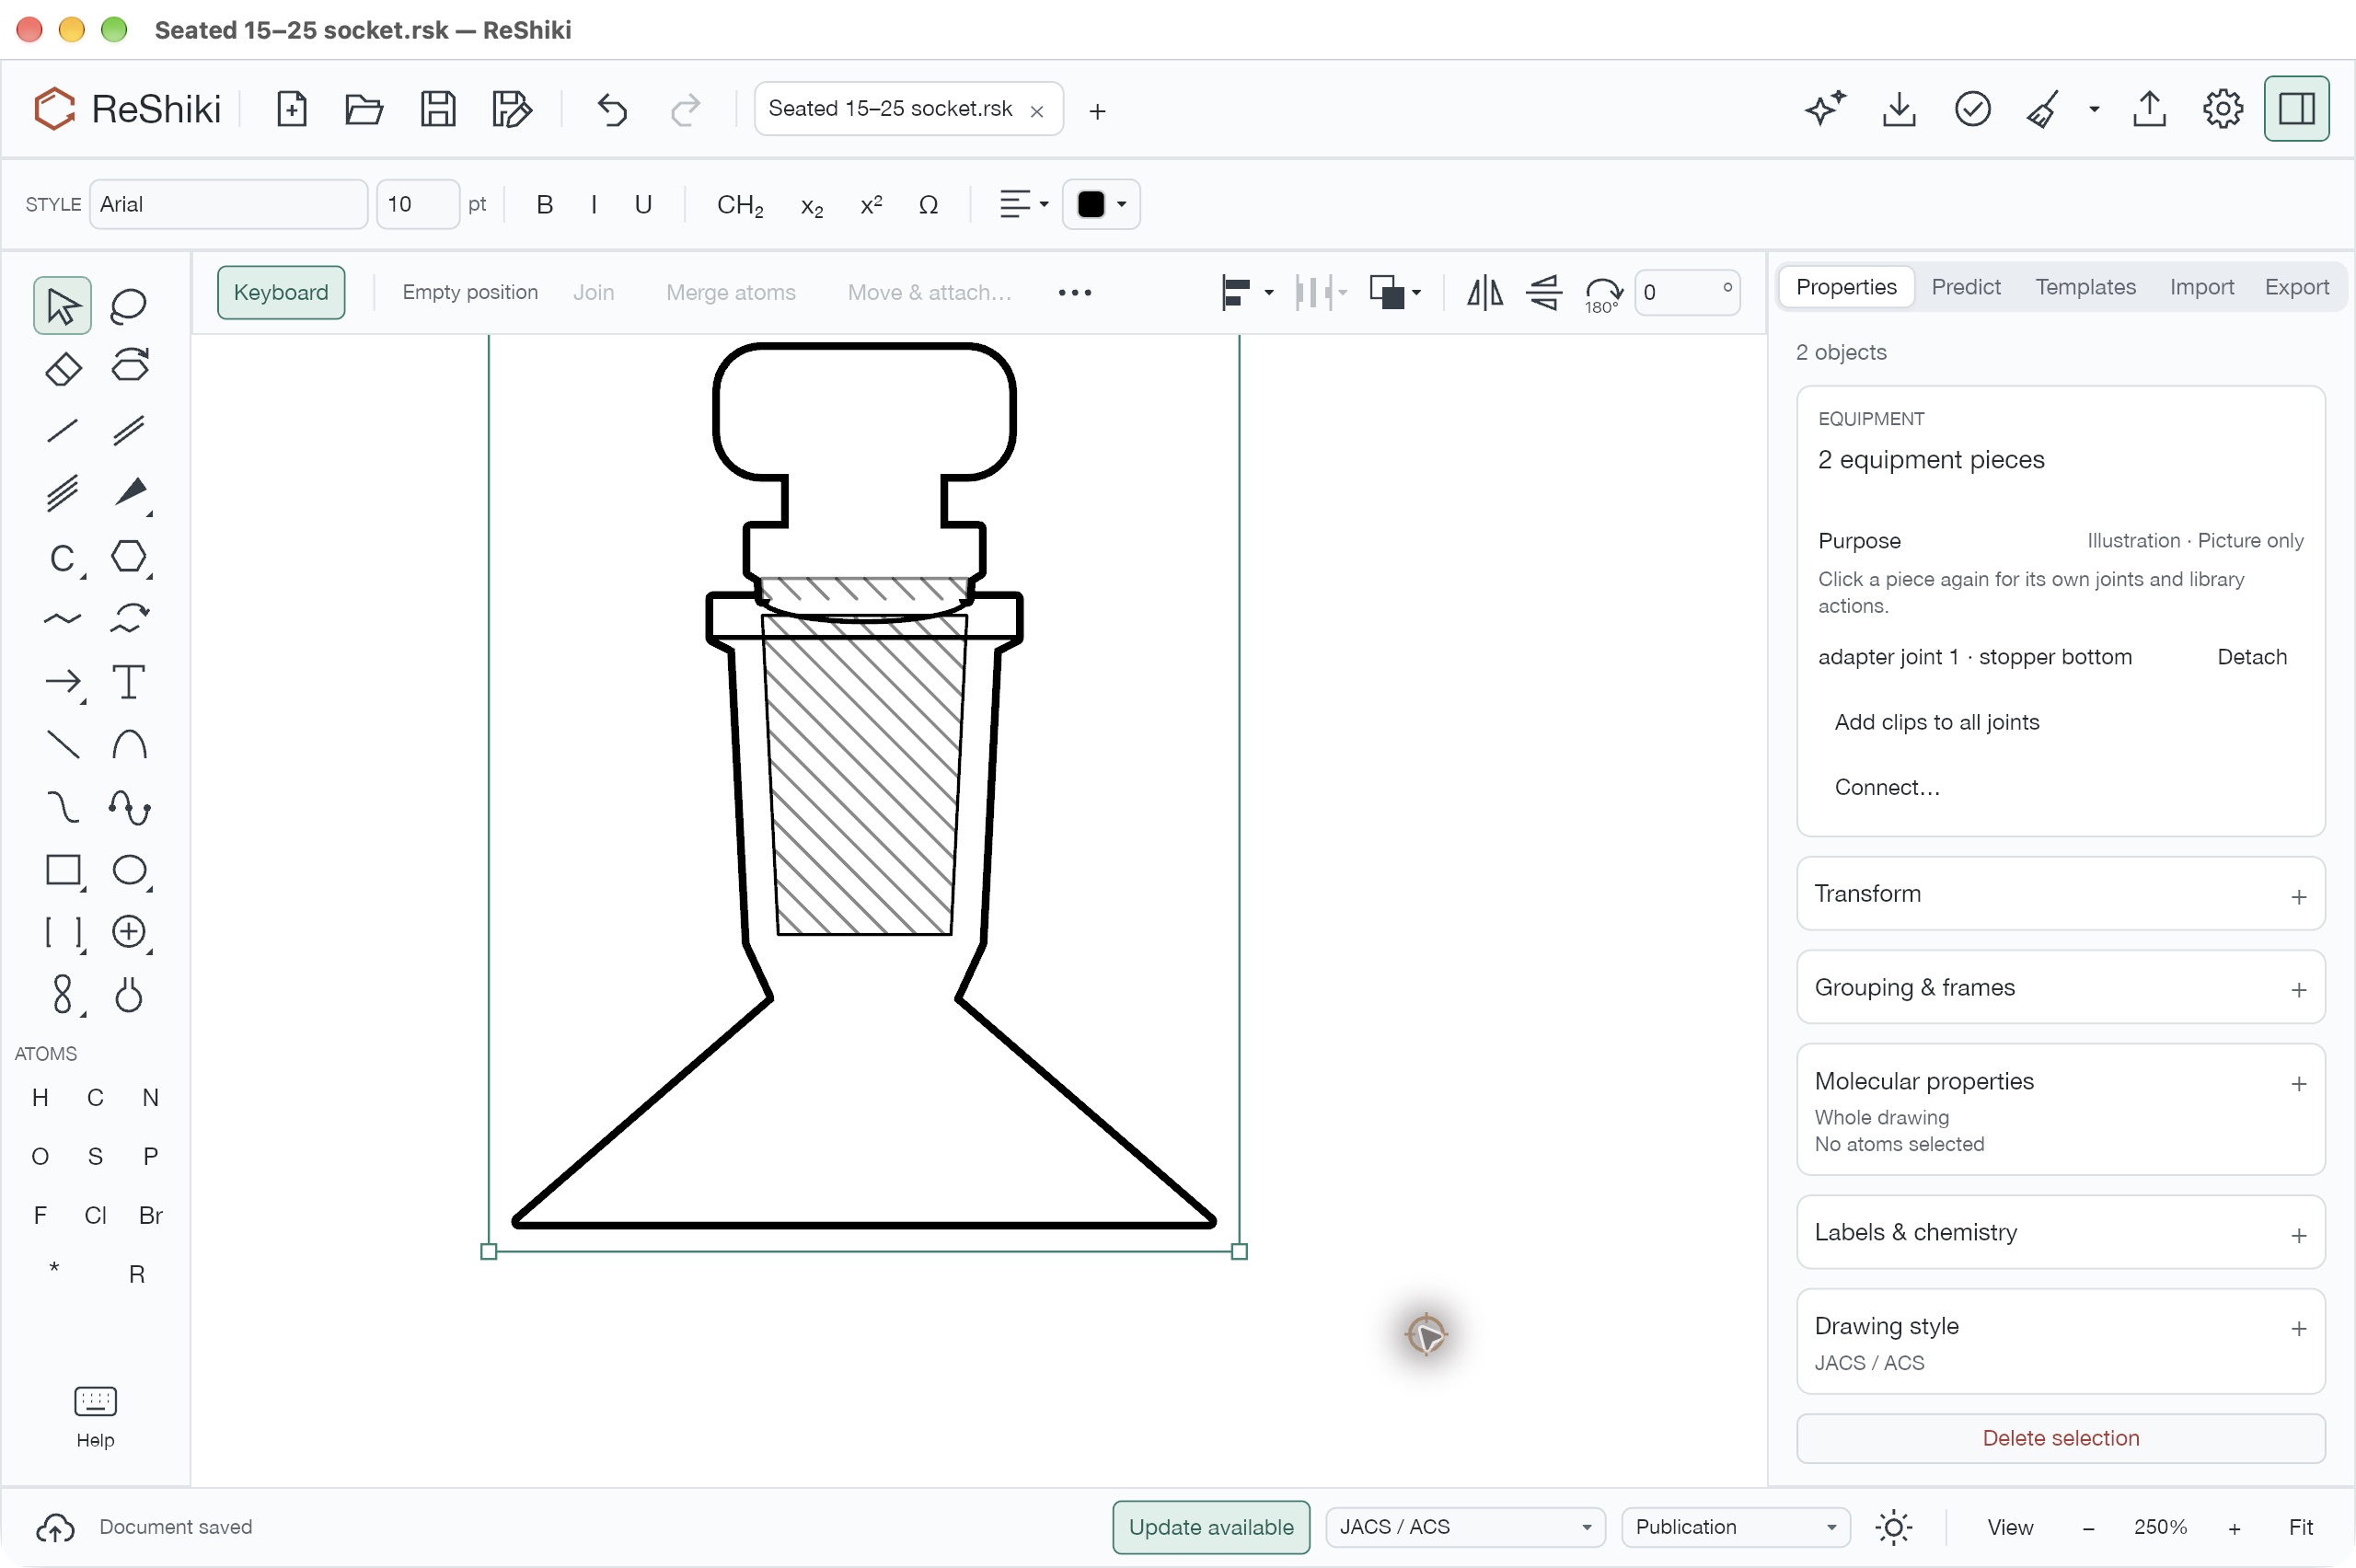 Seated 15–25 socket.rsk — ReShiki
ReShiki
Seated 15–25 socket.rsk
STYLE Arial 10 pt B I U CH₂ x₂ x² Ω
Keyboard Empty position Join Merge atoms Move & attach... 180° 0 °
Properties Predict Templates Import Export
2 objects
EQUIPMENT
2 equipment pieces
Purpose Illustration · Picture only
Click a piece again for its own joints and library
actions.
adapter joint 1 · stopper bottom Detach
Add clips to all joints
Connect...
Transform +
Grouping & frames +
Molecular properties +
Whole drawing
No atoms selected
Labels & chemistry +
Drawing style +
JACS / ACS
Delete selection
C
T
ATOMS
H C N
O S P
F Cl Br
* R
Help
Document saved
Update available
JACS / ACS
Publication
View – 250% + Fit